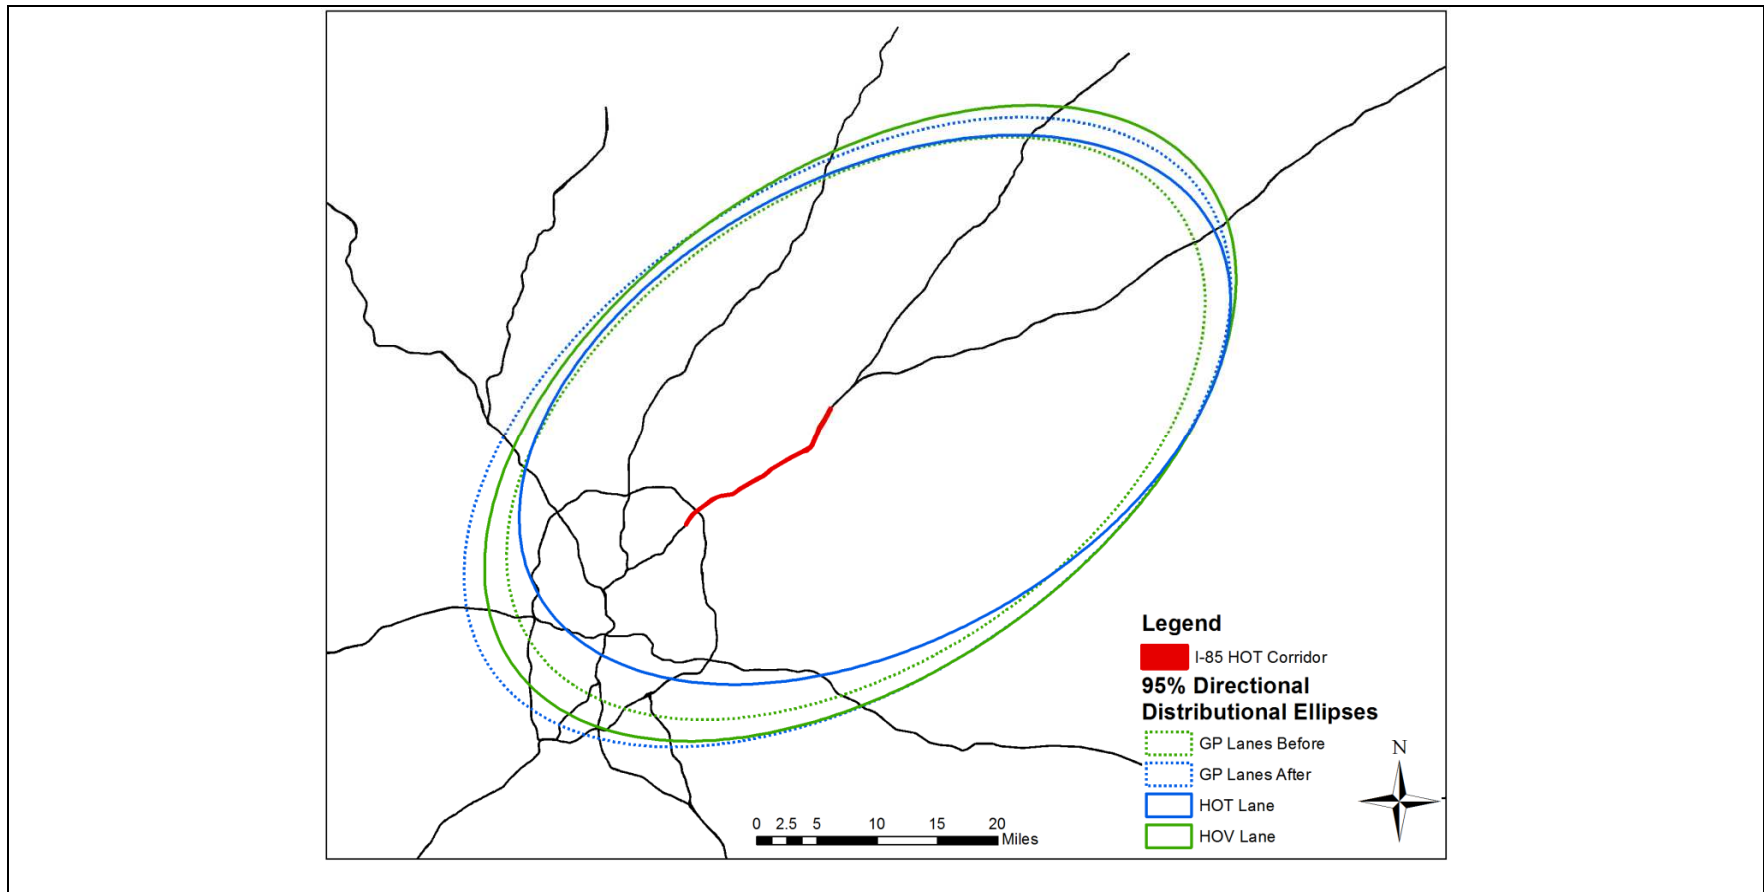 Legend
I-85 HOT Corridor
95% Directional
Distributional Ellipses
GP Lanes Before
GP Lanes After
HOT Lane
HOV Lane
N
0 2.5 5 10 15 20
Miles